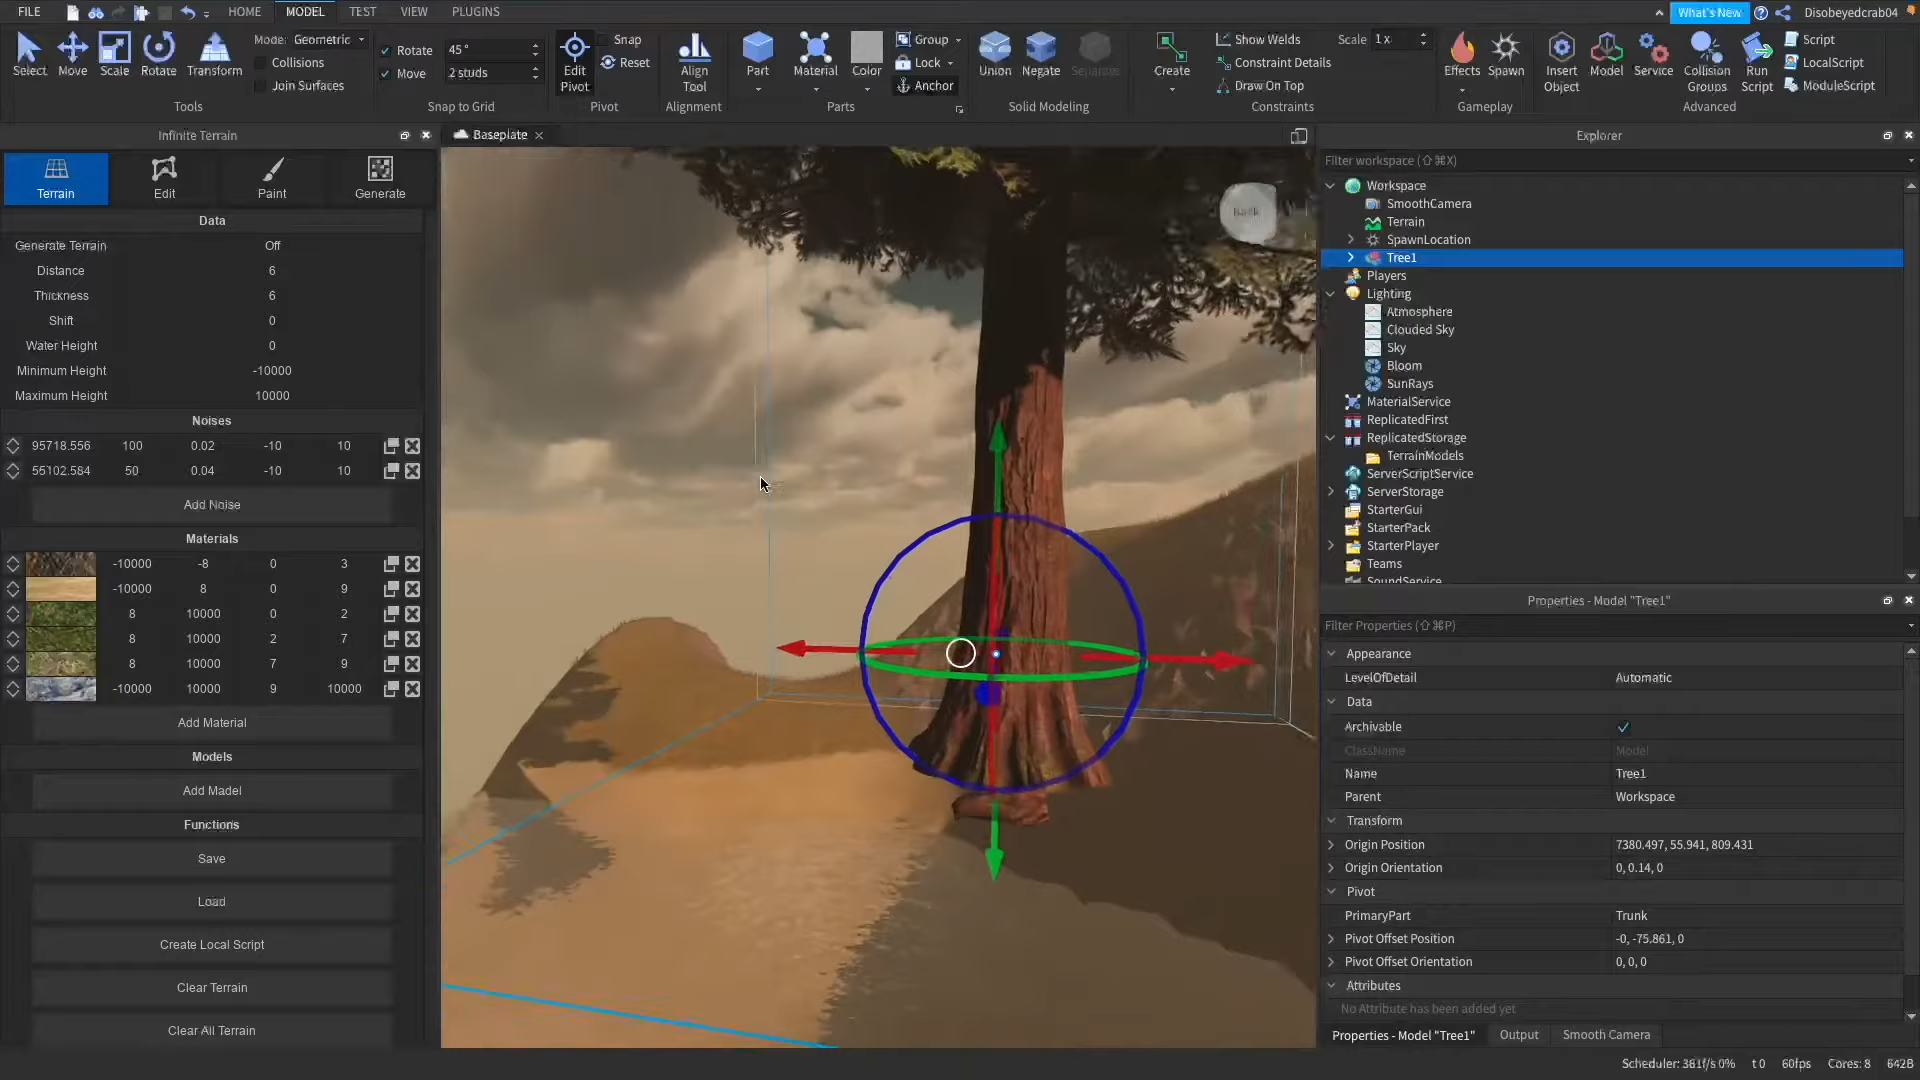 FILE
HOME MODEL TEST VIEW PLUGINS
What's New
Disobeyedcrab04
Select Move Scale Rotate Transform
Mode: Geometric
Collisions
Join Surfaces
Tools
Rotate 45°
Move 2 studs
Snap to Grid
Edit Pivot
Snap
Reset
Pivot
Align Tool
Alignment
Part Material Color
Group
Lock
Anchor
Parts
Union Negate Separate
Solid Modeling
Create
Show Welds
Constraint Details
Draw On Top
Scale 1 x
Constraints
Effects Spawn
Gameplay
Insert Object
Model
Service
Collision Groups
Run Script
Script
LocalScript
ModuleScript
Advanced
Infinite Terrain
Terrain Edit Paint Generate
Data
Generate Terrain Off
Distance 6
Thickness 6
Shift 0
Water Height 0
Minimum Height -10000
Maximum Height 10000
Noises
95718.556 100 0.02 -10 10
55102.584 50 0.04 -10 10
Add Noise
Materials
-10000 -8 0 3
-10000 8 0 9
8 10000 0 2
8 10000 2 7
8 10000 7 9
-10000 10000 9 10000
Add Material
Models
Add Madel
Functions
Save
Load
Create Local Script
Clear Terrain
Clear All Terrain
Baseplate
Back
Explorer
Filter workspace (⇧⌘X)
Workspace
SmoothCamera
Terrain
SpawnLocation
Tree1
Players
Lighting
Atmosphere
Clouded Sky
Sky
Bloom
SunRays
MaterialService
ReplicatedFirst
ReplicatedStorage
TerrainModels
ServerScriptService
ServerStorage
StarterGui
StarterPack
StarterPlayer
Teams
SoundService
Properties - Model "Tree1"
Filter Properties (⇧⌘P)
Appearance
LevelOfDetail Automatic
Data
Archivable
ClassName Model
Name Tree1
Parent Workspace
Transform
Origin Position 7380.497, 55.941, 809.431
Origin Orientation 0, 0.14, 0
Pivot
PrimaryPart Trunk
Pivot Offset Position -0, -75.861, 0
Pivot Offset Orientation 0, 0, 0
Attributes
No Attribute has been added yet
Properties - Model "Tree1" Output Smooth Camera
Scheduler: 361f/s 0% t 0 60fps Cores: 8 642B